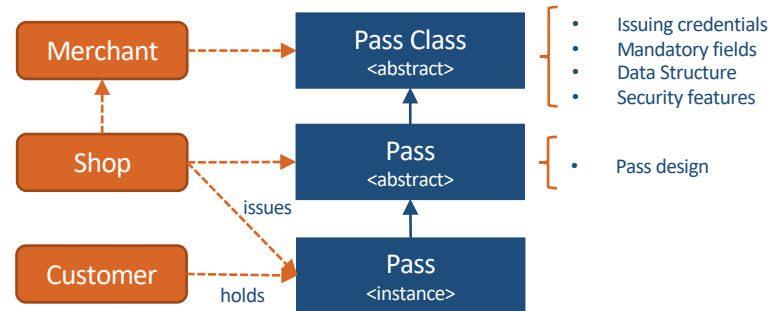 Merchant
Pass Class
<abstract>
• Issuing credentials
• Mandatory fields
• Data Structure
• Security features
Shop
Pass
<abstract>
• Pass design
issues
Customer
holds
Pass
<instance>